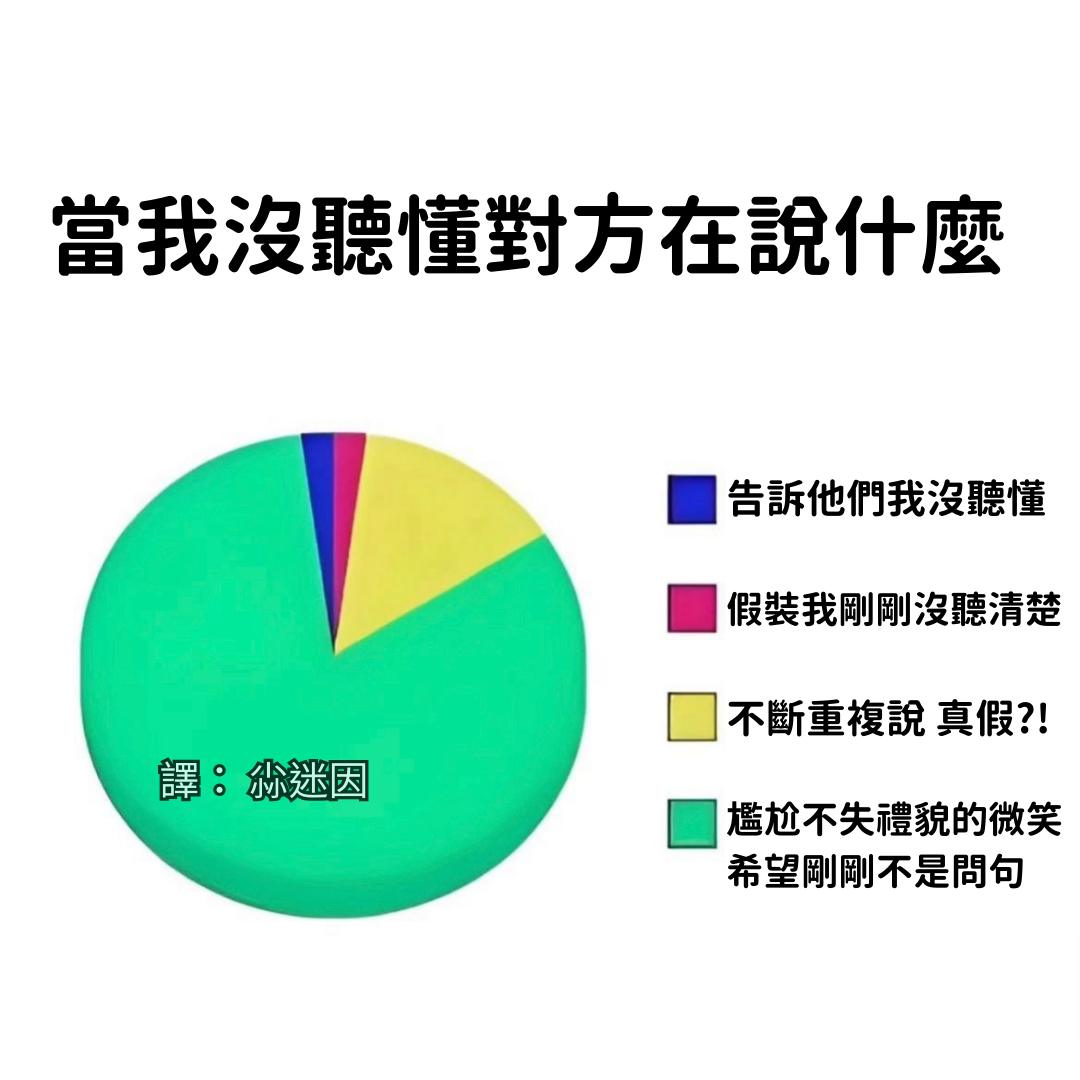 當我沒聽懂對方在說什麼
告訴他們我沒聽懂
假裝我剛剛沒聽清楚
不斷重複說 真假?!
尷尬不失禮貌的微笑
希望剛剛不是問句
譯：尛迷因